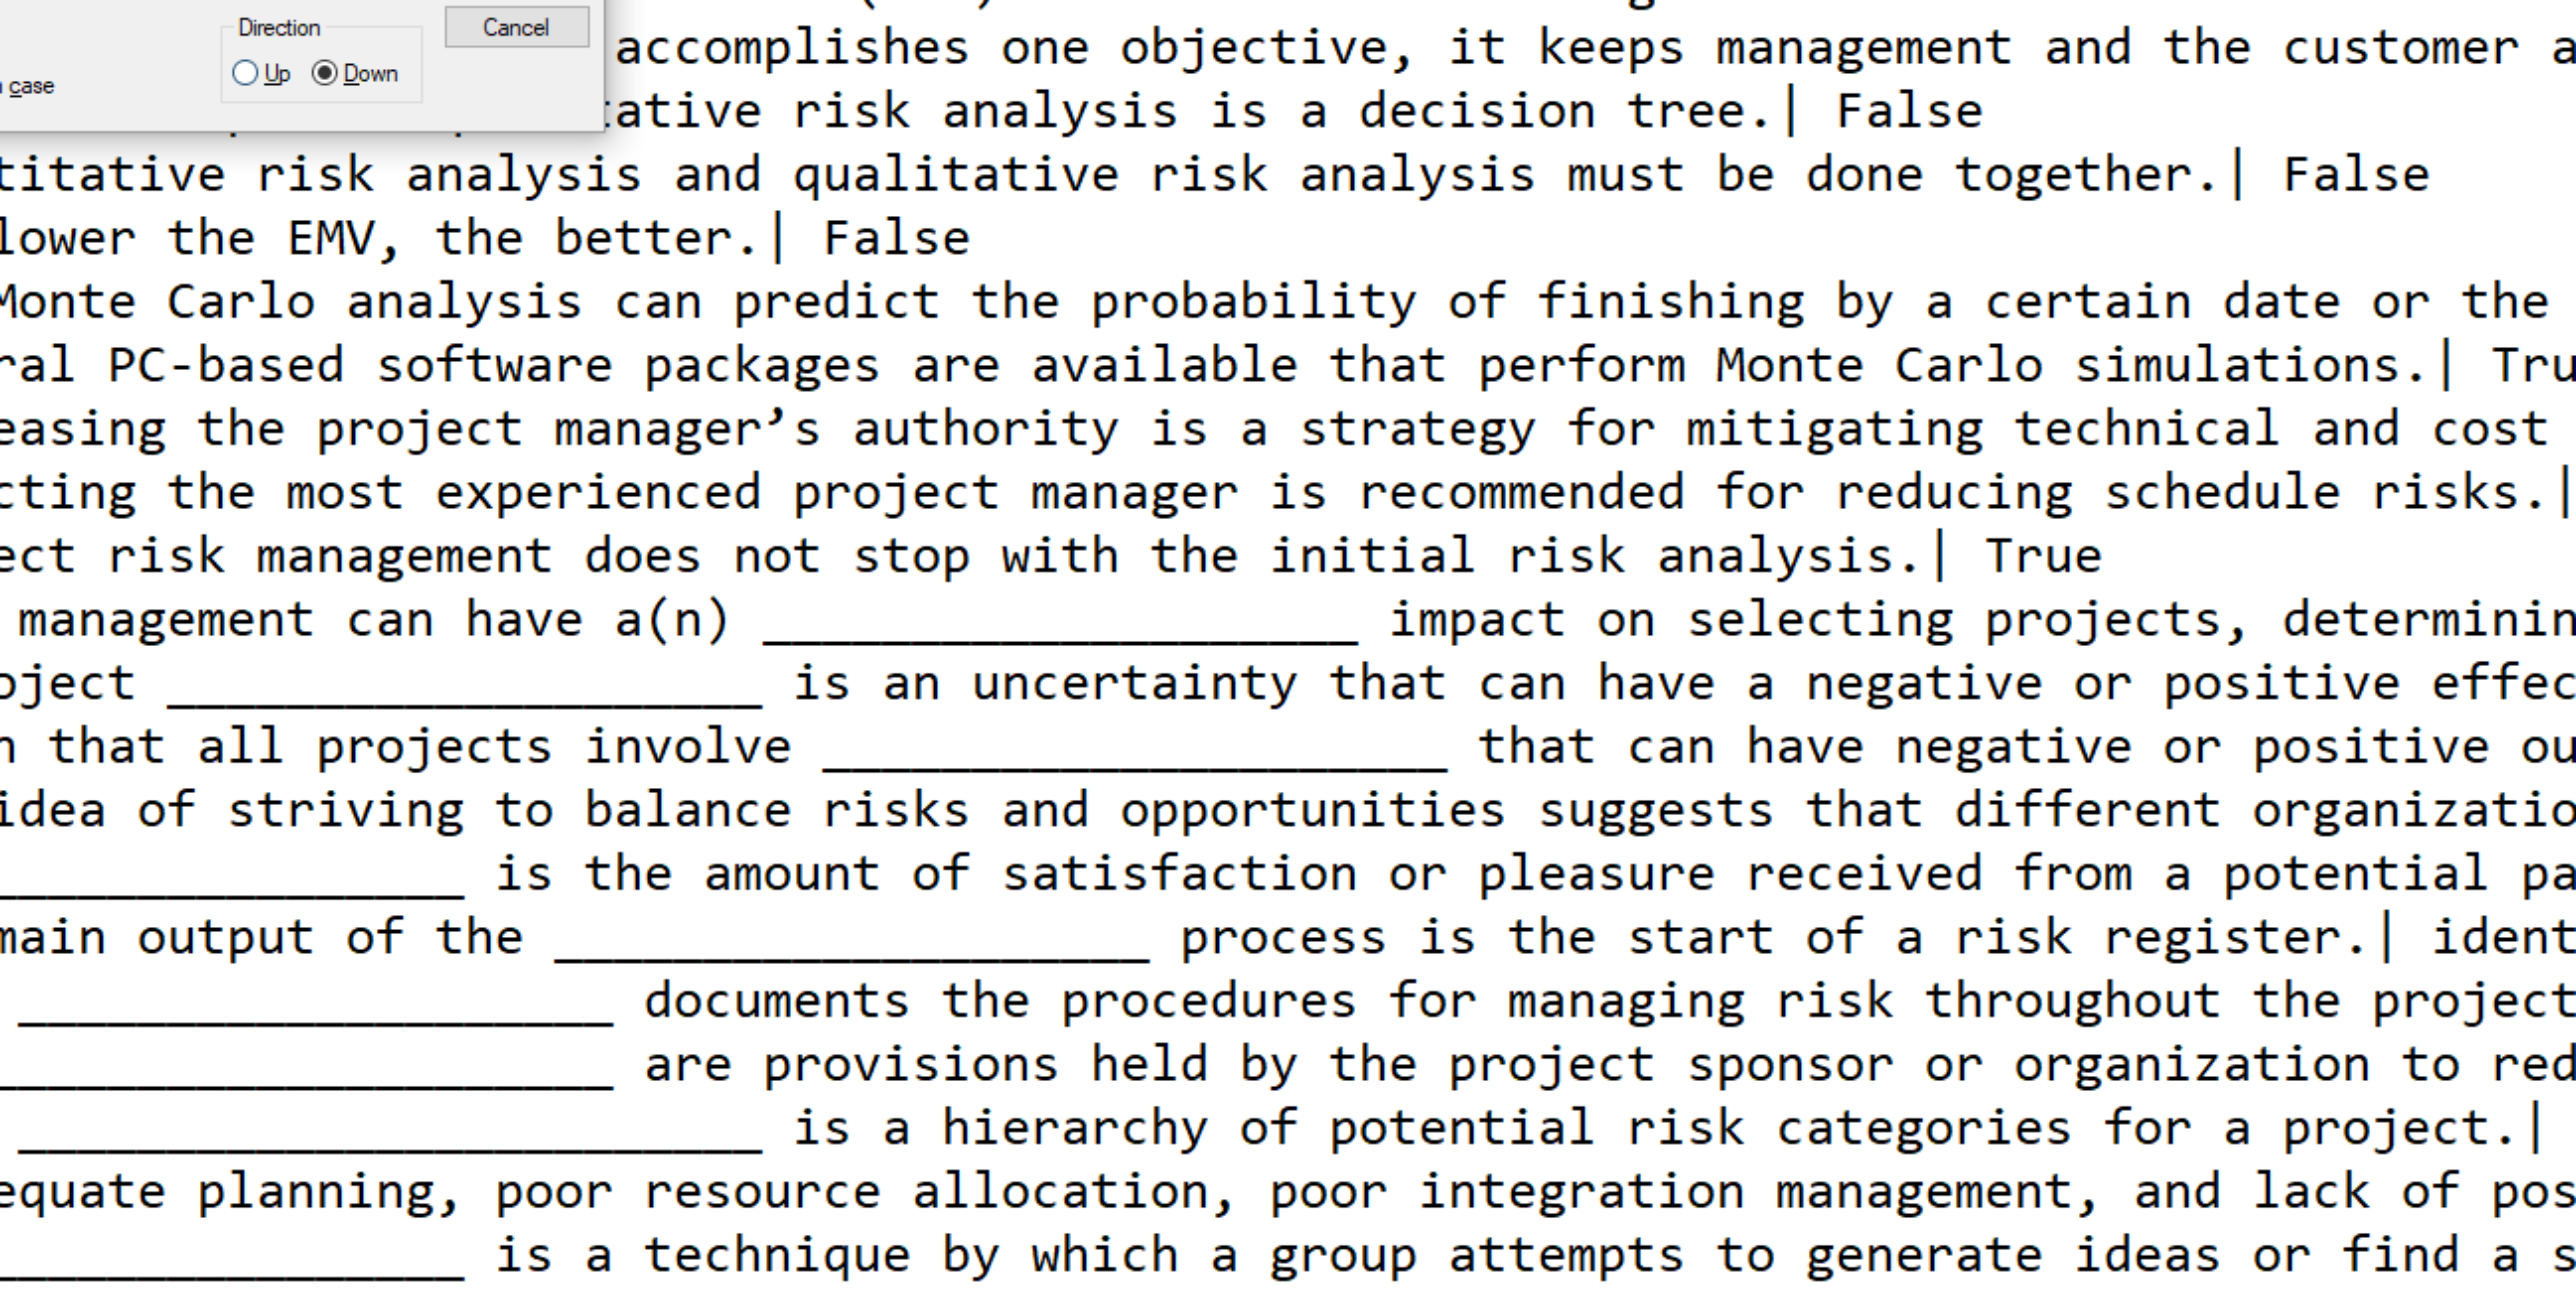 Direction
Cancel
Up
Down
case
accomplishes one objective, it keeps management and the customer a
tative risk analysis is a decision tree.| False
titative risk analysis and qualitative risk analysis must be done together.| False
lower the EMV, the better.| False
Monte Carlo analysis can predict the probability of finishing by a certain date or the
ral PC-based software packages are available that perform Monte Carlo simulations.| Tru
easing the project manager’s authority is a strategy for mitigating technical and cost
cting the most experienced project manager is recommended for reducing schedule risks.|
ect risk management does not stop with the initial risk analysis.| True
management can have a(n) ____________________ impact on selecting projects, determinin
oject ____________________ is an uncertainty that can have a negative or positive effec
n that all projects involve _____________________ that can have negative or positive ou
idea of striving to balance risks and opportunities suggests that different organizatio
________________ is the amount of satisfaction or pleasure received from a potential pa
main output of the ____________________ process is the start of a risk register.| ident
____________________ documents the procedures for managing risk throughout the project
_____________________ are provisions held by the project sponsor or organization to red
_________________________ is a hierarchy of potential risk categories for a project.|
equate planning, poor resource allocation, poor integration management, and lack of pos
________________ is a technique by which a group attempts to generate ideas or find a s